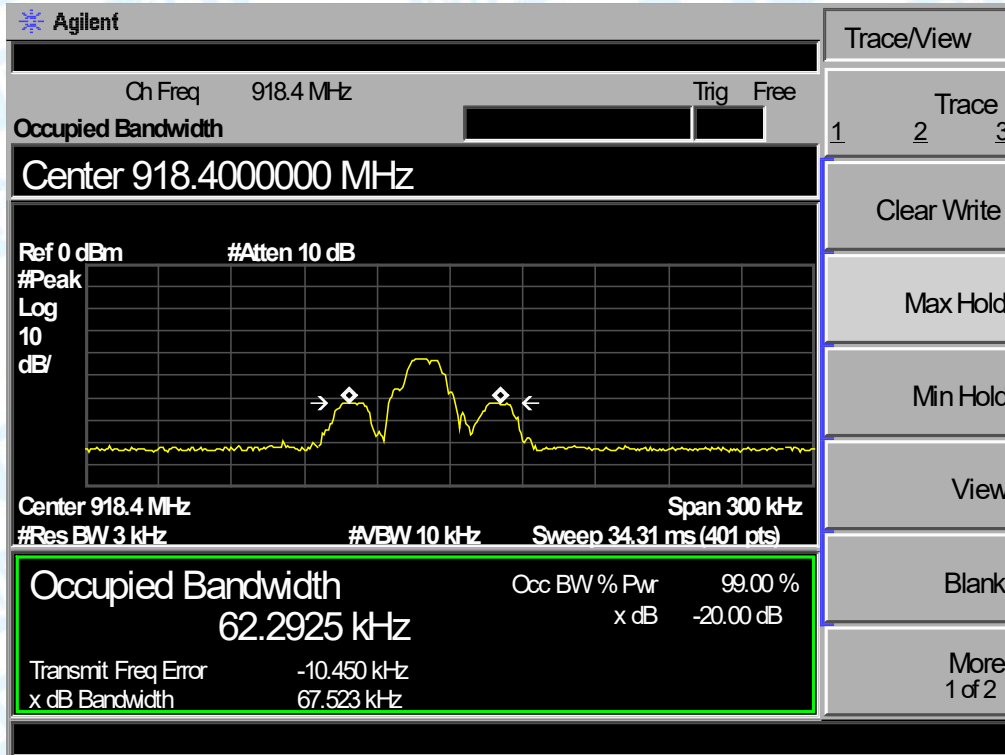 Agilent
Trace/View
Ch Freq 918.4 MHz Trig Free
Occupied Bandwidth
Center 918.4000000 MHz
Ref 0 dBm #Atten 10 dB
#Peak
Log
10
dB/
Center 918.4 MHz Span 300 kHz
#Res BW 3 kHz #VBW 10 kHz Sweep 34.31 ms (401 pts)
Occupied Bandwidth
62.2925 kHz
Occ BW % Pwr 99.00 %
x dB -20.00 dB
Transmit Freq Error -10.450 kHz
x dB Bandwidth 67.523 kHz
Trace
1 2 3
Clear Write
Max Hold
Min Hold
View
Blank
More
1 of 2